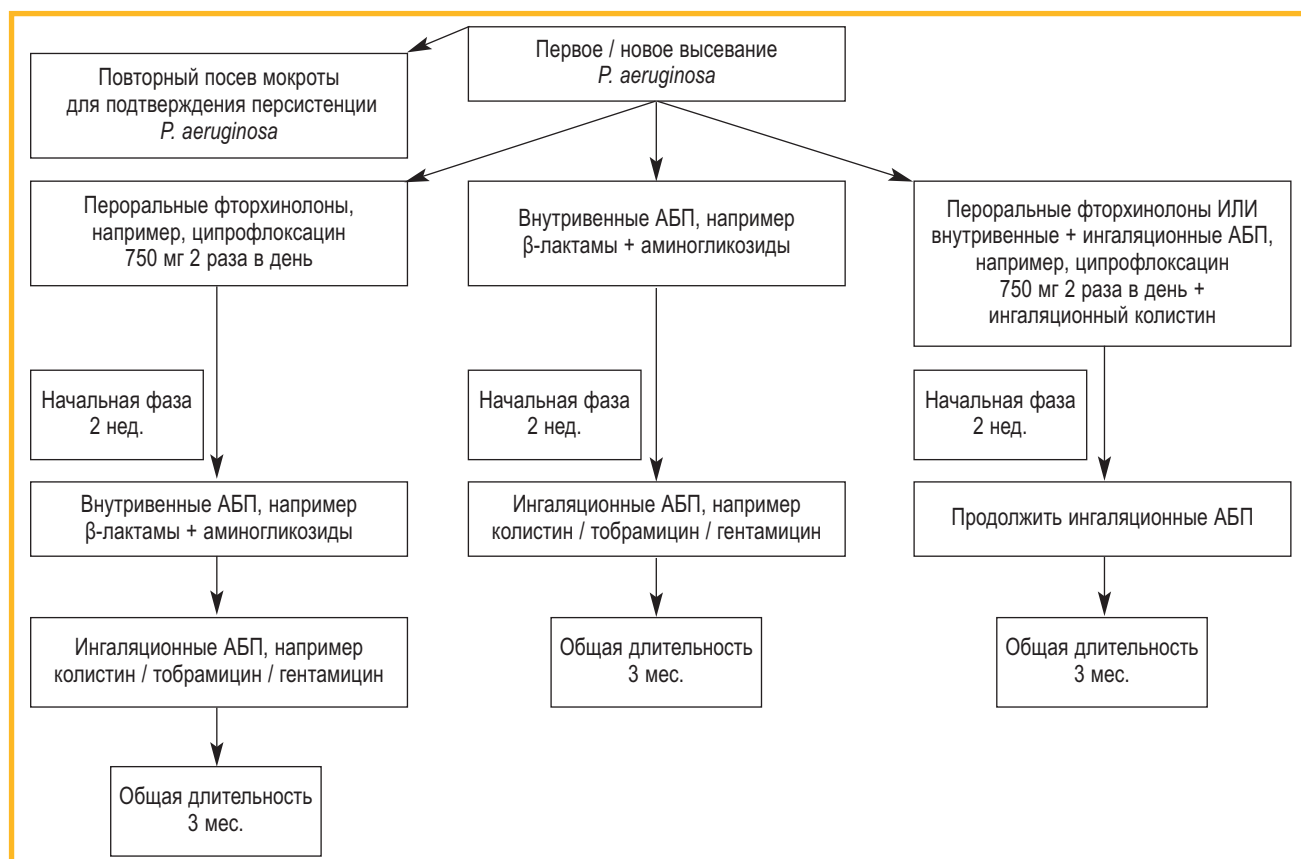 Первое / новое высевание
P. aeruginosa
Повторный посев мокроты
для подтверждения персистенции
P. aeruginosa
Пероральные фторхинолоны,
например, ципрофлоксацин
750 мг 2 раза в день
Внутривенные АБП, например
β-лактамы + аминогликозиды
Пероральные фторхинолоны ИЛИ
внутривенные + ингаляционные АБП,
например, ципрофлоксацин
750 мг 2 раза в день +
ингаляционный колистин
Начальная фаза
2 нед.
Начальная фаза
2 нед.
Начальная фаза
2 нед.
Внутривенные АБП, например
β-лактамы + аминогликозиды
Ингаляционные АБП, например
колистин / тобрамицин / гентамицин
Продолжить ингаляционные АБП
Ингаляционные АБП, например
колистин / тобрамицин / гентамицин
Общая длительность
3 мес.
Общая длительность
3 мес.
Общая длительность
3 мес.